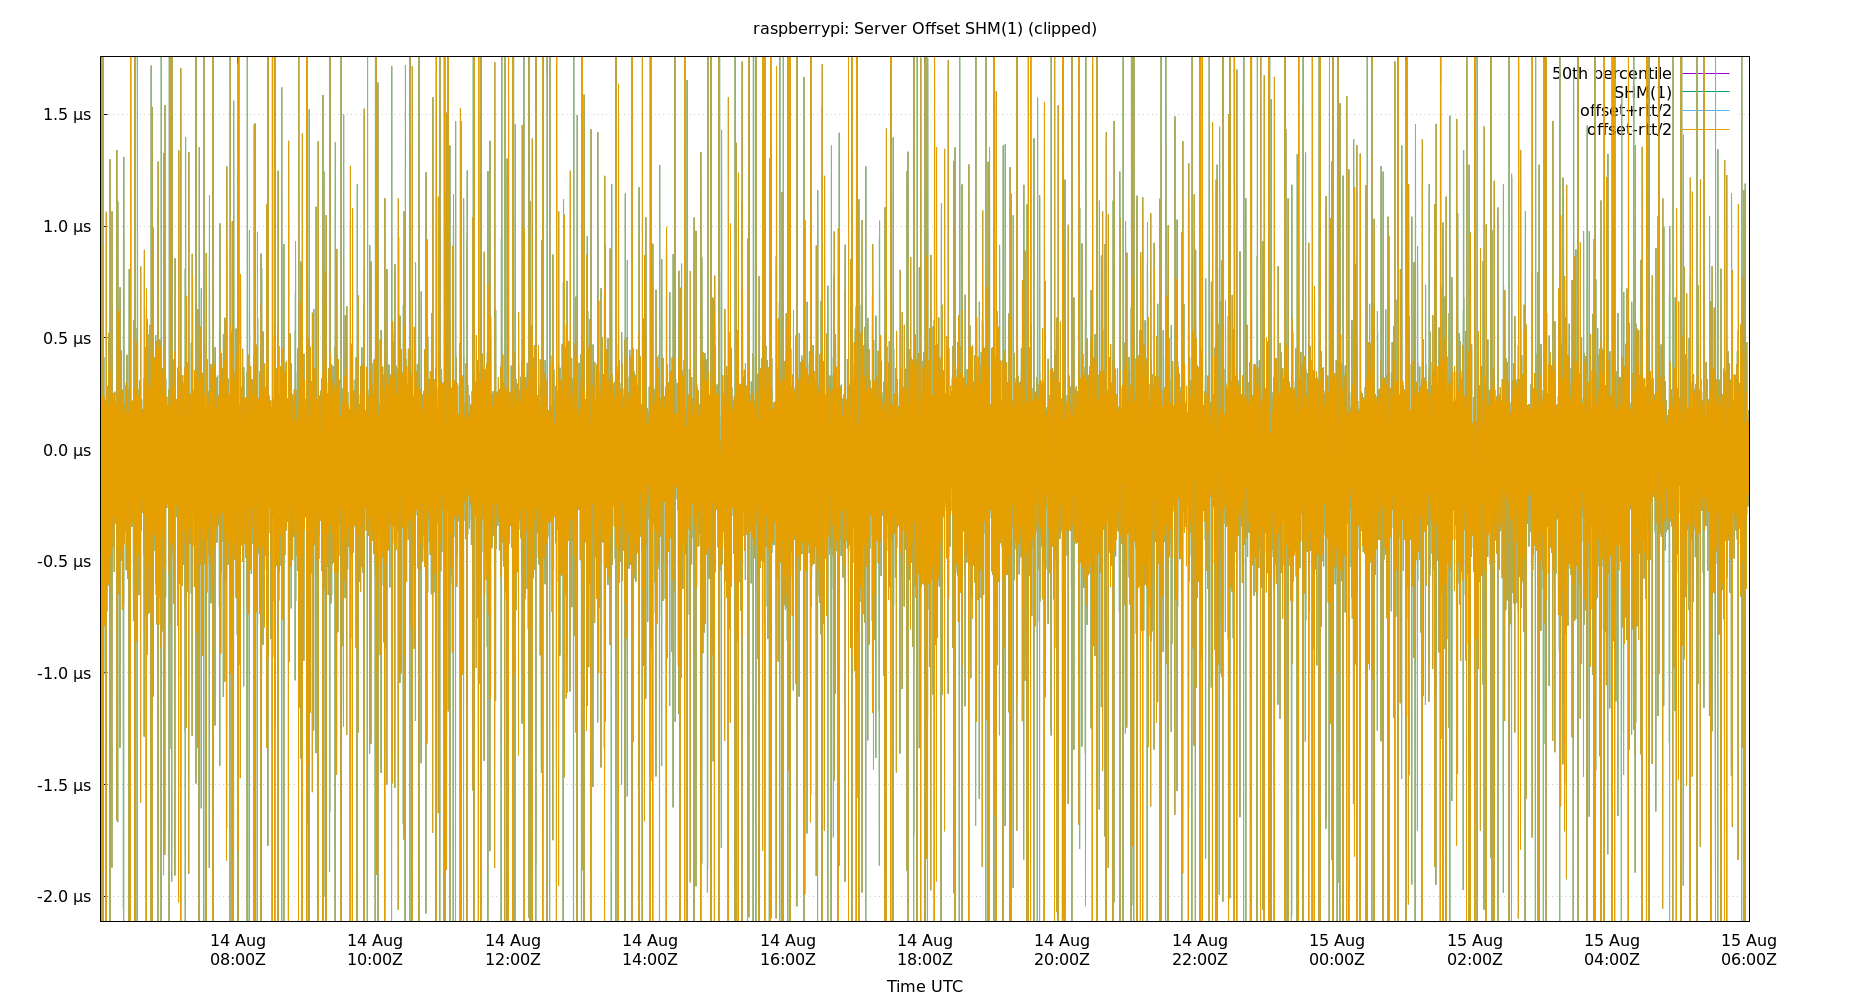 raspberrypi: Server Offset SHM(1) (clipped)
50th percentile
SHM(1)
offset+rtt/2
offset-rtt/2
1.5 µs
1.0 µs
0.5 µs
0.0 µs
-0.5 µs
-1.0 µs
-1.5 µs
-2.0 µs
14 Aug 14 Aug 14 Aug 14 Aug 14 Aug 14 Aug 14 Aug 14 Aug 15 Aug 15 Aug 15 Aug 15 Aug
08:00Z 10:00Z 12:00Z 14:00Z 16:00Z 18:00Z 20:00Z 22:00Z 00:00Z 02:00Z 04:00Z 06:00Z
Time UTC